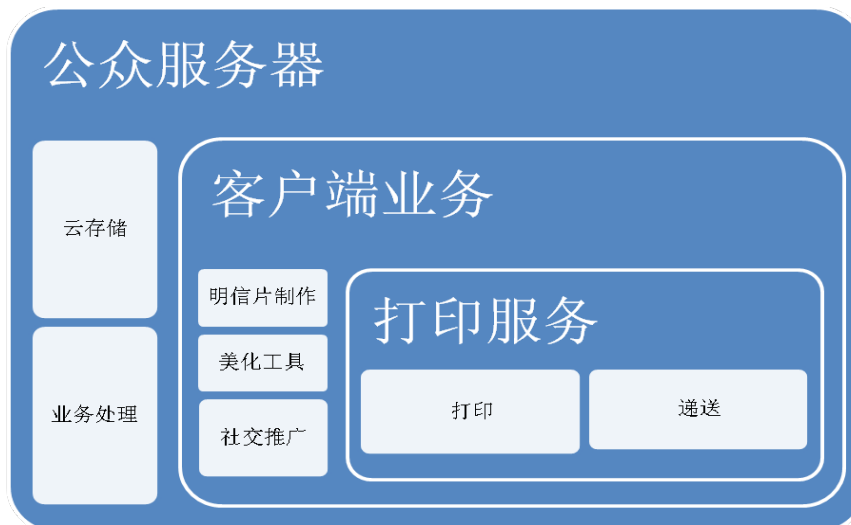 公众服务器
云存储
业务处理
客户端业务
明信片制作
美化工具
社交推广
打印服务
打印
递送